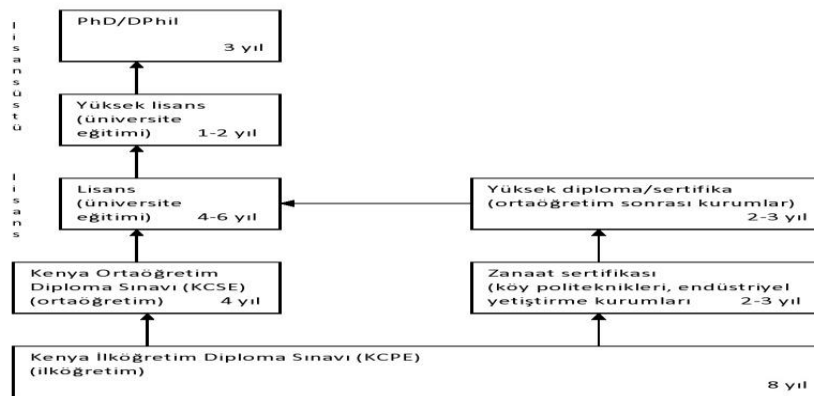 lisansüstü
PhD/DPhil
3 yıl
Yüksek lisans
(üniversite
eğitimi) 1-2 yıl
lisans
Lisans
(üniversite
eğitimi) 4-6 yıl
Yüksek diploma/sertifika
(ortaöğretim sonrası kurumlar)
2-3 yıl
Kenya Ortaöğretim
Diploma Sınavı (KCSE)
(ortaöğretim) 4 yıl
Zanaat sertifikası
(köy politeknikleri, endüstriyel
yetiştirme kurumları 2-3 yıl
Kenya İlköğretim Diploma Sınavı (KCPE)
(ilköğretim)
8 yıl